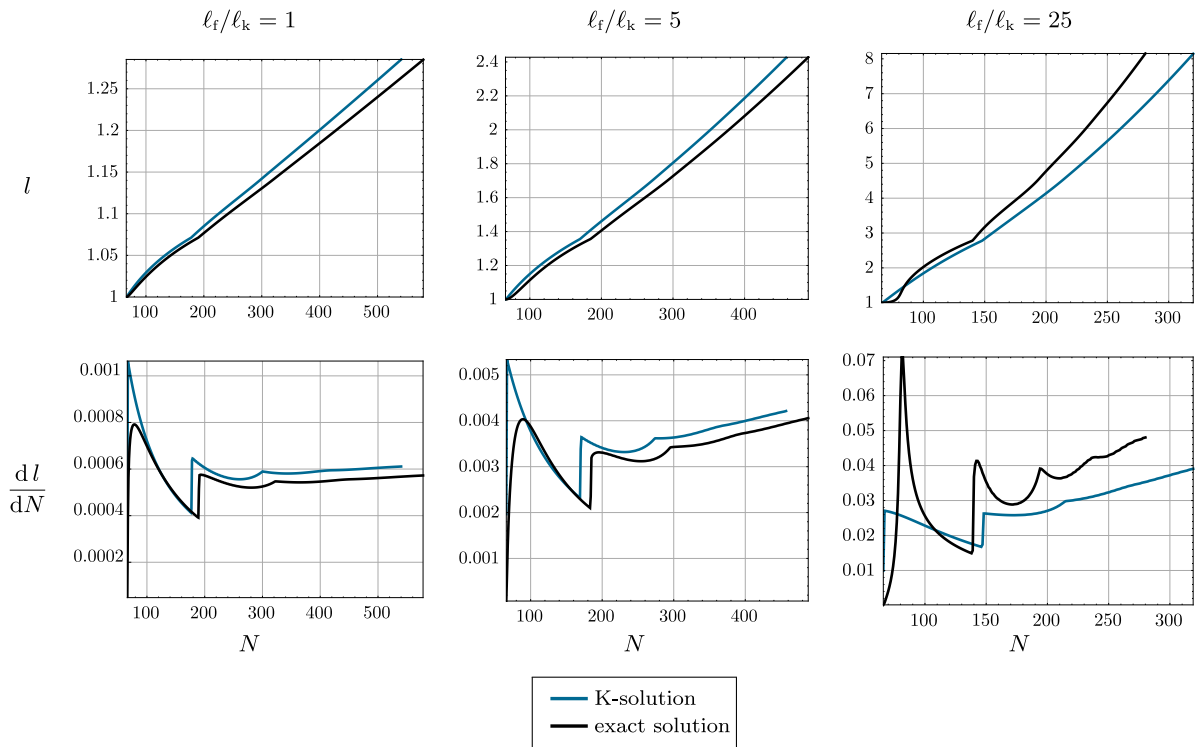 ℓf/ℓk = 1
ℓf/ℓk = 5
ℓf/ℓk = 25
l
1.25
1.2
1.15
1.1
1.05
1
100 200 300 400 500
2.4
2.2
2.0
1.8
1.6
1.4
1.2
1
100 200 300 400
8
7
6
5
4
3
2
1
100 150 200 250 300
dl
dN
0.001
0.0008
0.0006
0.0004
0.0002
100 200 300 400 500
N
0.005
0.004
0.003
0.002
0.001
100 200 300 400
N
0.07
0.06
0.05
0.04
0.03
0.02
0.01
100 150 200 250 300
N
K-solution
exact solution